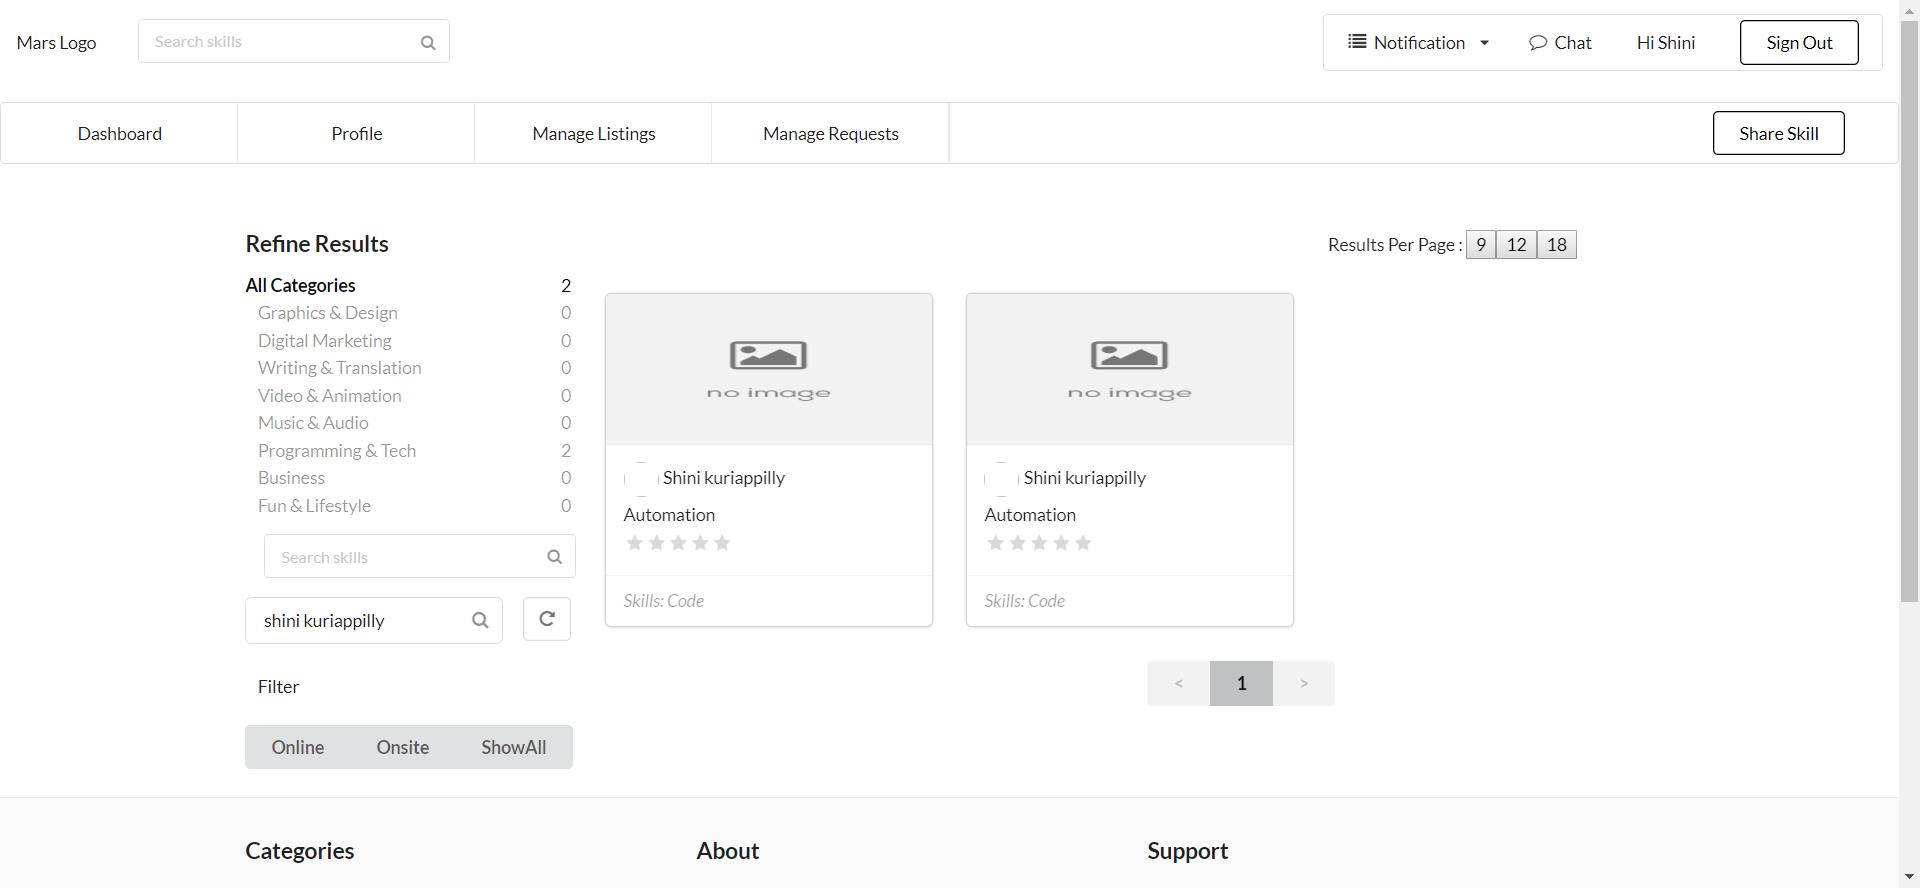 Mars Logo
Search skills
Notification
Chat
Hi Shini
Sign Out
Dashboard
Profile
Manage Listings
Manage Requests
Share Skill
Refine Results
Results Per Page : 9 12 18
All Categories 2
Graphics & Design 0
Digital Marketing 0
Writing & Translation 0
Video & Animation 0
Music & Audio 0
Programming & Tech 2
Business 0
Fun & Lifestyle 0
Search skills
shini kuriappilly
Filter
Online Onsite ShowAll
no image
Shini kuriappilly
Automation
Skills: Code
no image
Shini kuriappilly
Automation
Skills: Code
< 1 >
Categories
About
Support